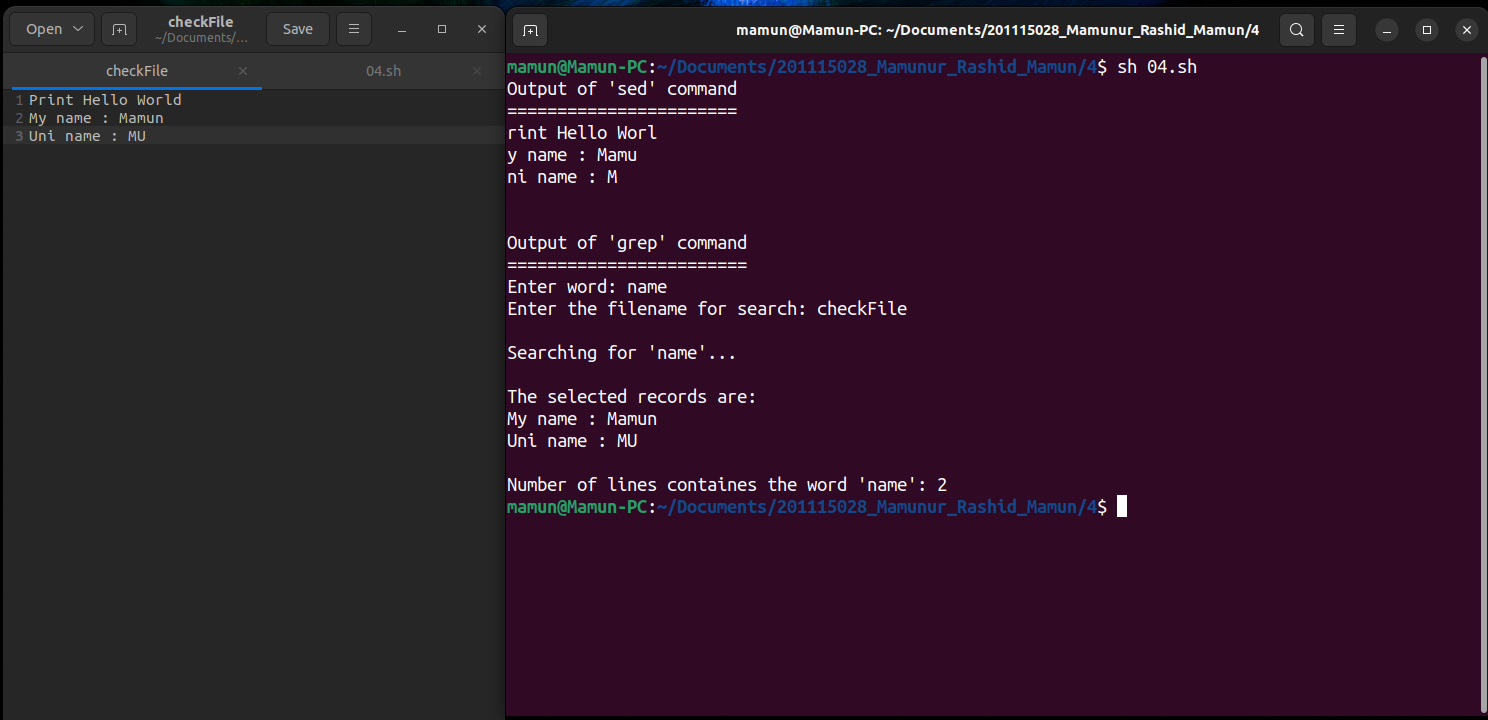 Open
checkFile
~/Documents/...
Save
checkFile
04.sh
1 Print Hello World
2 My name : Mamun
3 Uni name : MU
mamun@Mamun-PC: ~/Documents/201115028_Mamunur_Rashid_Mamun/4
mamun@Mamun-PC:~/Documents/201115028_Mamunur_Rashid_Mamun/4$ sh 04.sh
Output of 'sed' command
=======================
rint Hello Worl
y name : Mamu
ni name : M
Output of 'grep' command
========================
Enter word: name
Enter the filename for search: checkFile
Searching for 'name'...
The selected records are:
My name : Mamun
Uni name : MU
Number of lines containes the word 'name': 2
mamun@Mamun-PC:~/Documents/201115028_Mamunur_Rashid_Mamun/4$